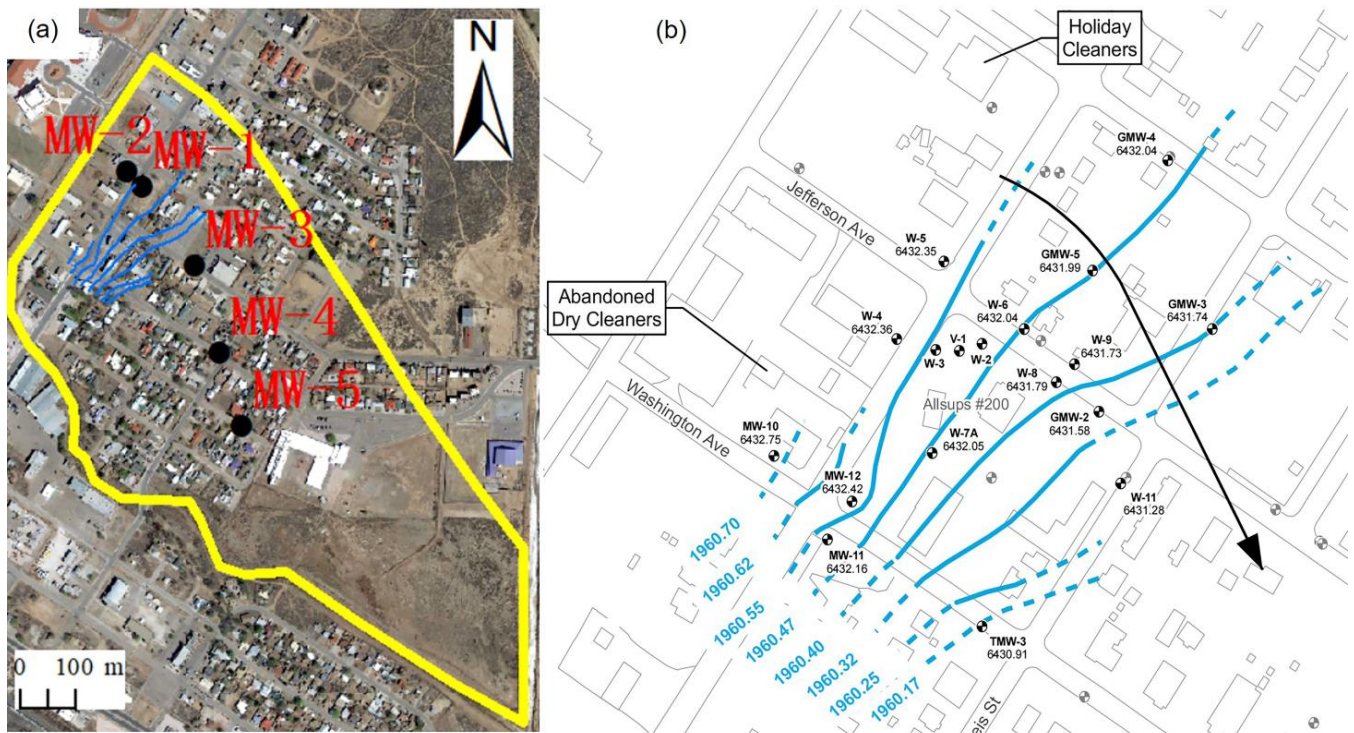 (a)
N
MW-2
MW-1
MW-3
MW-4
MW-5
0 100 m
(b)
Holiday
Cleaners
GMW-4
6432.04
Jefferson Ave
W-5
6432.35
GMW-5
6431.99
Abandoned
Dry Cleaners
W-4
6432.36
W-6
6432.04
GMW-3
6431.74
V-1
W-3
W-2
W-9
6431.73
W-8
6431.79
Allsups #200
GMW-2
6431.58
Washington Ave
MW-10
6432.75
W-7A
6432.05
MW-12
6432.42
W-11
6431.28
MW-11
6432.16
TMW-3
6430.91
1960.70
1960.62
1960.55
1960.47
1960.40
1960.32
1960.25
1960.17
eis St